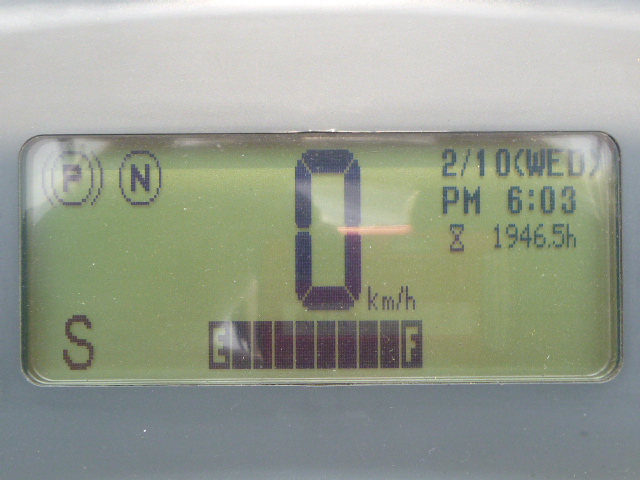 P N 0 2/10(WED)
PM 6:03
1946.5h
km/h
S E F